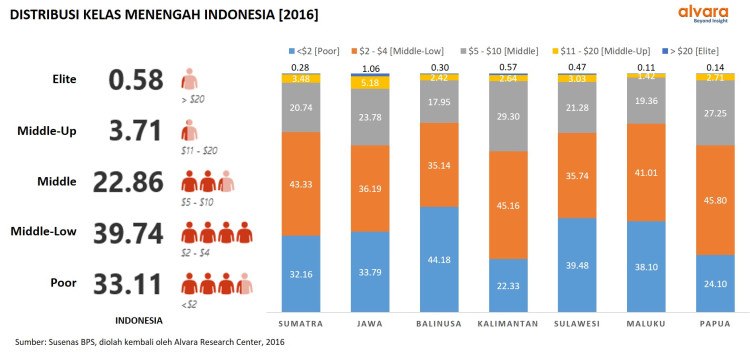 DISTRIBUSI KELAS MENENGAH INDONESIA [2016]
alvara
Beyond Insight
Elite 0.58
> $20
Middle-Up 3.71
$11 - $20
Middle 22.86
$5 - $10
Middle-Low 39.74
$2 - $4
Poor 33.11
<$2
INDONESIA
<$2 [Poor] $2 - $4 [Middle-Low] $5 - $10 [Middle] $11 - $20 [Middle-Up] > $20 [Elite]
0.28 1.06 0.30 0.57 0.47 0.11 0.14
3.48 5.18 2.42 2.64 3.03 1.42 2.71
20.74 23.78 17.95 29.30 21.28 19.36 27.25
43.33 36.19 35.14 45.16 35.74 41.01 45.80
32.16 33.79 44.18 22.33 39.48 38.10 24.10
SUMATRA JAWA BALINUSA KALIMANTAN SULAWESI MALUKU PAPUA
Sumber: Susenas BPS, diolah kembali oleh Alvara Research Center, 2016